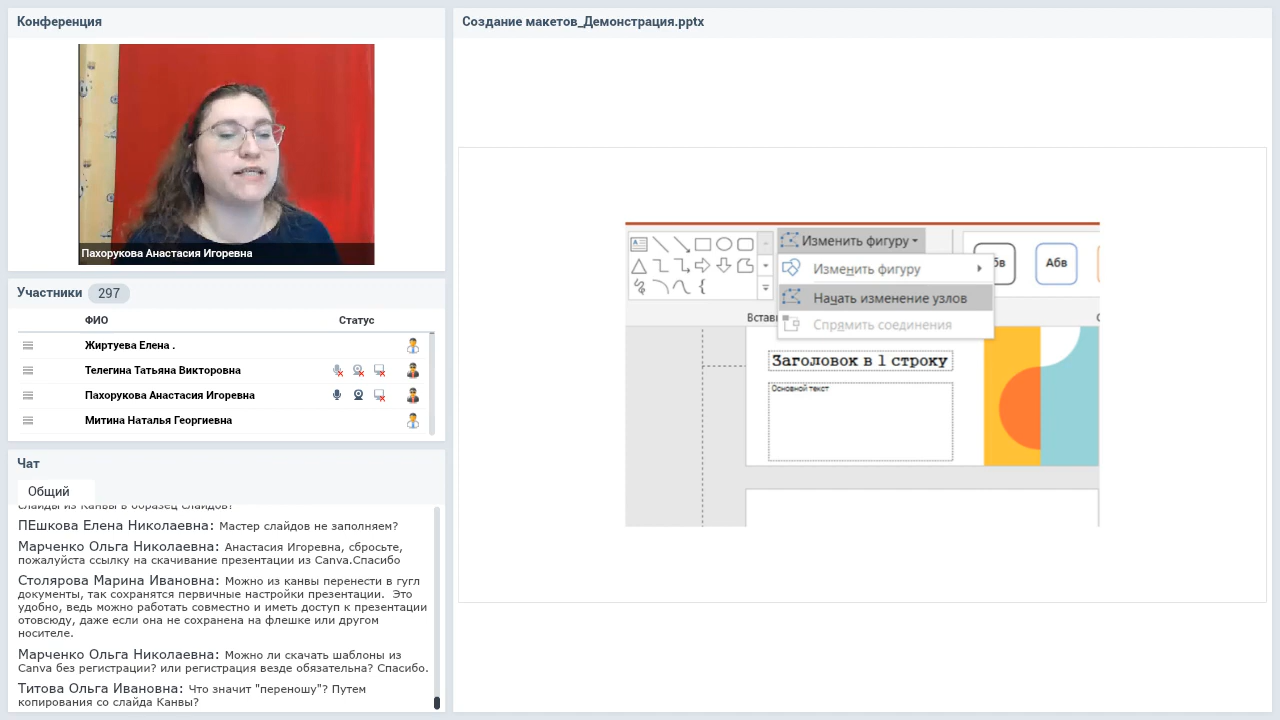 Конференция
Пахорукова Анастасия Игоревна
Участники 297
ФИО Статус
Жиртуева Елена .
Телегина Татьяна Викторовна
Пахорукова Анастасия Игоревна
Митина Наталья Георгиевна
Чат
Общий
слайды из Канвы в образец слайдов?
ПЕшкова Елена Николаевна: Мастер слайдов не заполняем?
Марченко Ольга Николаевна: Анастасия Игоревна, сбросьте,
пожалуйста ссылку на скачивание презентации из Canva.Спасибо
Столярова Марина Ивановна: Можно из канвы перенести в гугл
документы, так сохранятся первичные настройки презентации. Это
удобно, ведь можно работать совместно и иметь доступ к презентации
отовсюду, даже если она не сохранена на флешке или другом
носителе.
Марченко Ольга Николаевна: Можно ли скачать шаблоны из
Canva без регистрации? или регистрация везде обязательна? Спасибо.
Титова Ольга Ивановна: Что значит "переношу"? Путем
копирования со слайда Канвы?
Создание макетов_Демонстрация.pptx
Изменить фигуру
Изменить фигуру
Начать изменение узлов
Спрямить соединения
Абв
Заголовок в 1 строку
Основной текст